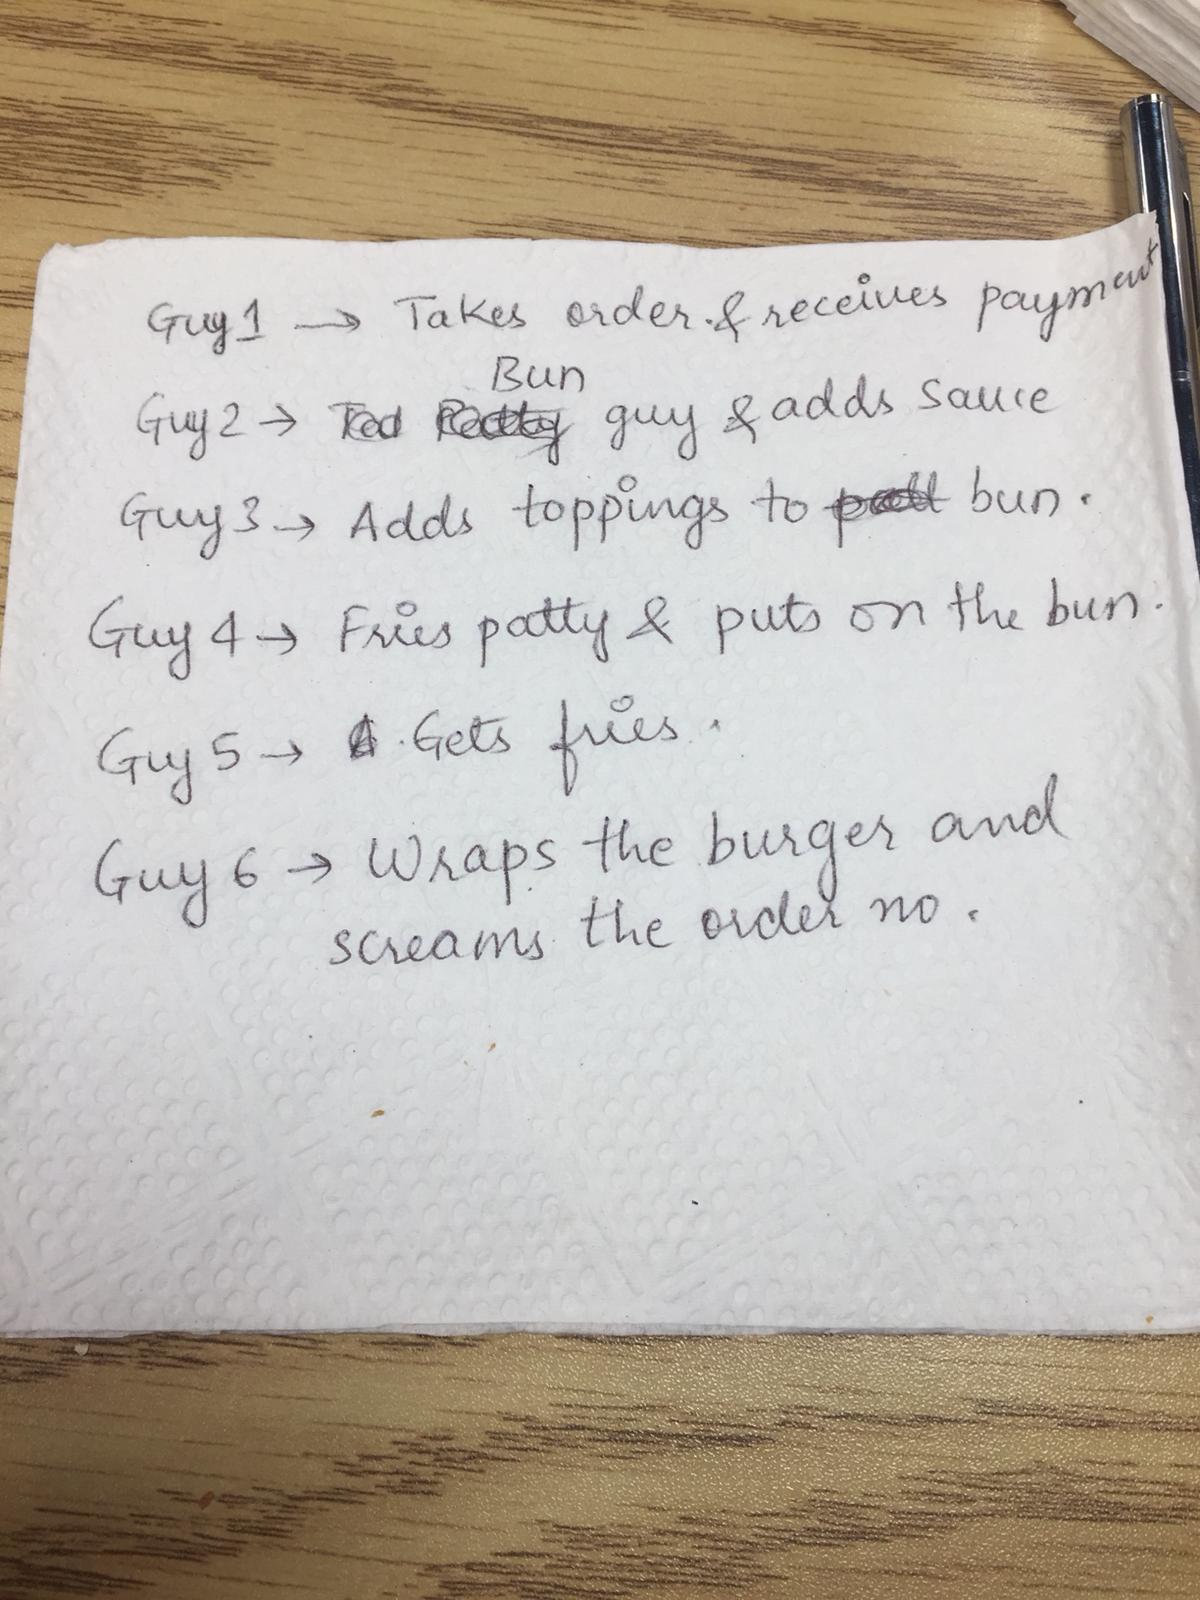 Guy 1 → Takes order & receives payment
Bun
Guy 2 → guy & adds sauce
Guy 3 → Adds toppings to bun.
Guy 4 → Fries patty & puts on the bun.
Guy 5 → Gets fries.
Guy 6 → Wraps the burger and
screams the order no.